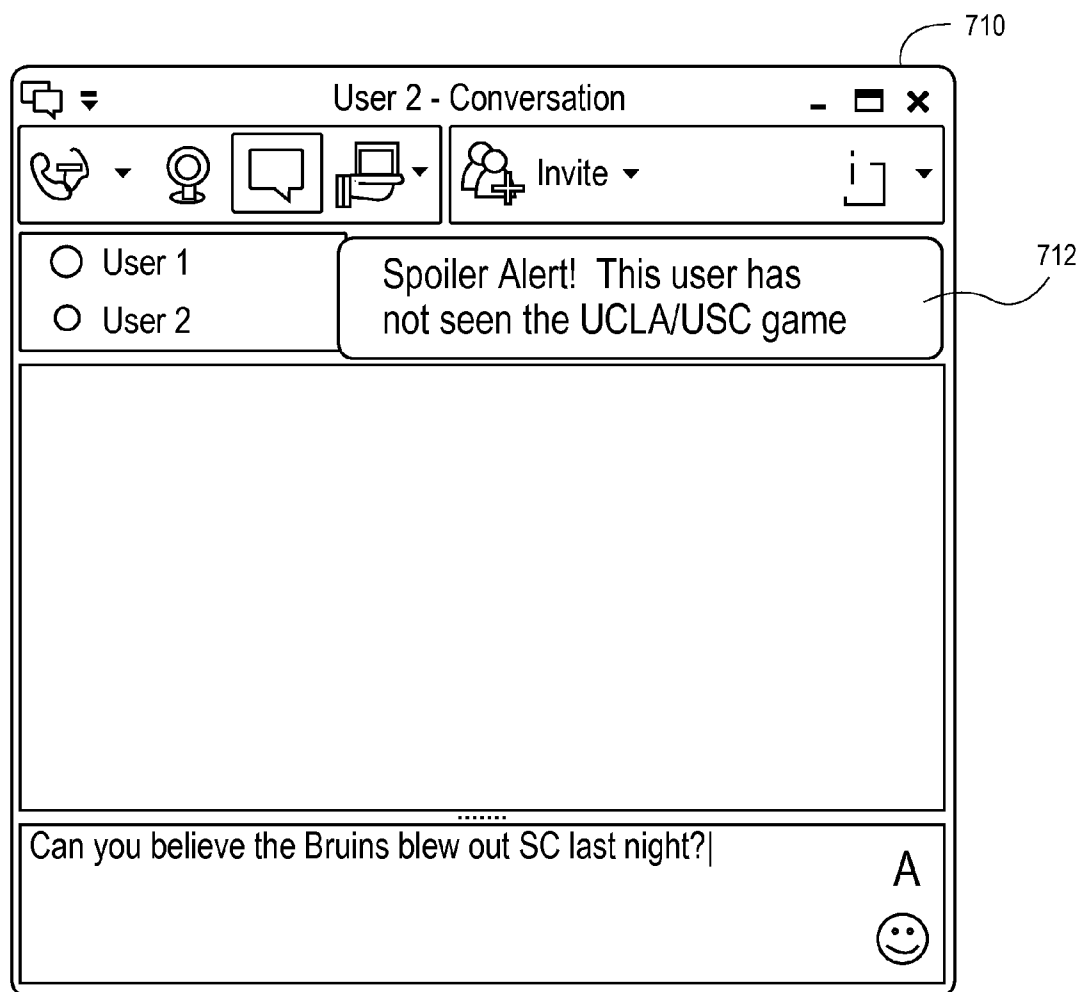 710
User 2 - Conversation
Invite
User 1
User 2
Spoiler Alert! This user has
not seen the UCLA/USC game
712
Can you believe the Bruins blew out SC last night?
A